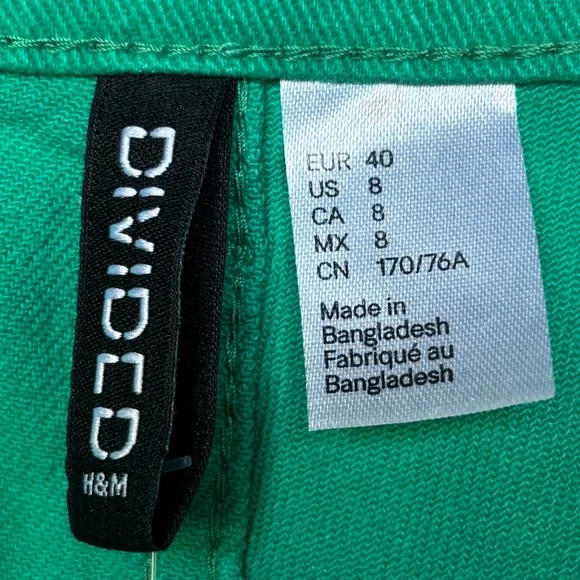 DIVIDED
H&M
EUR 40
US 8
CA 8
MX 8
CN 170/76A
Made in
Bangladesh
Fabriqué au
Bangladesh